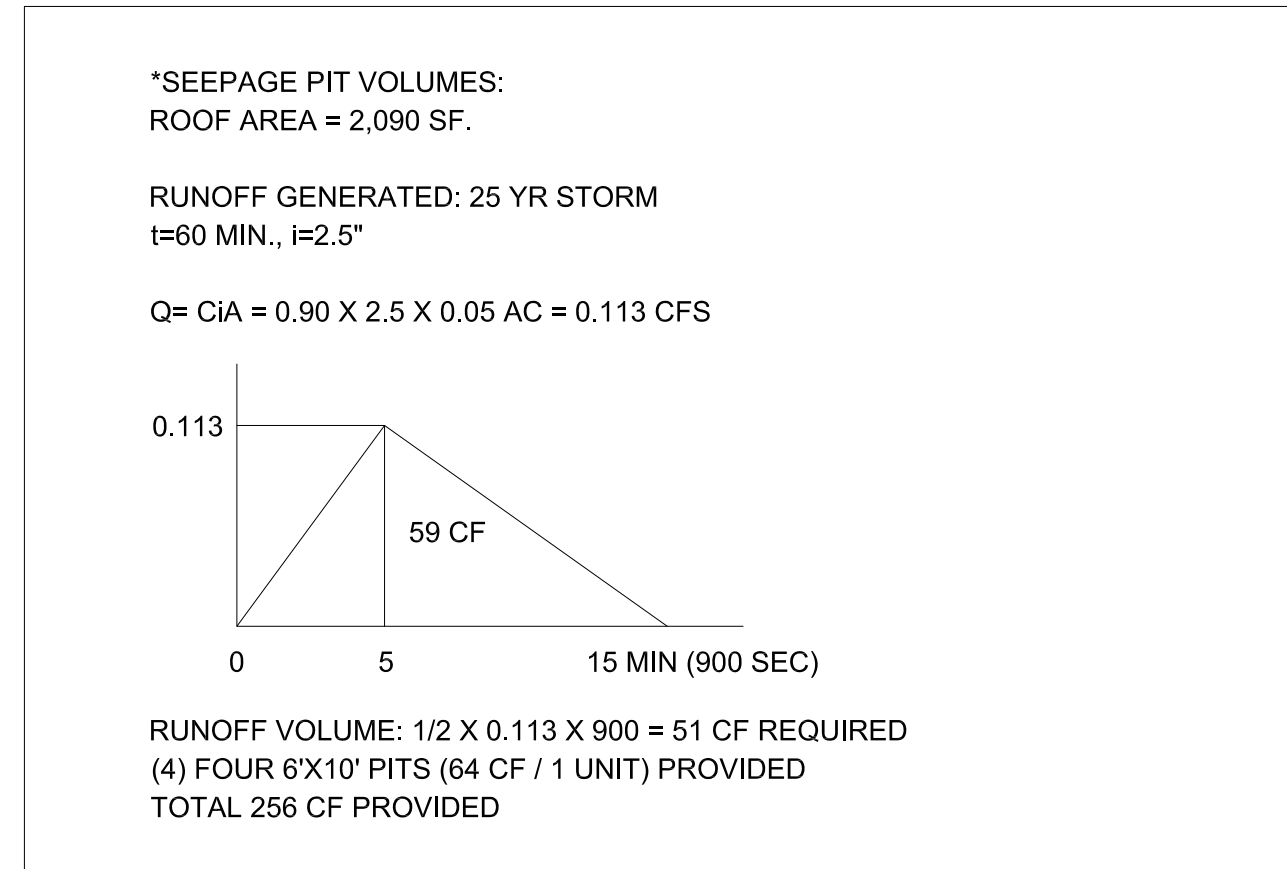 *SEEPAGE PIT VOLUMES:
ROOF AREA = 2,090 SF.
RUNOFF GENERATED: 25 YR STORM
t=60 MIN., i=2.5"
Q= CiA = 0.90 X 2.5 X 0.05 AC = 0.113 CFS
0.113
59 CF
0 5 15 MIN (900 SEC)
RUNOFF VOLUME: 1/2 X 0.113 X 900 = 51 CF REQUIRED
(4) FOUR 6'X10' PITS (64 CF / 1 UNIT) PROVIDED
TOTAL 256 CF PROVIDED